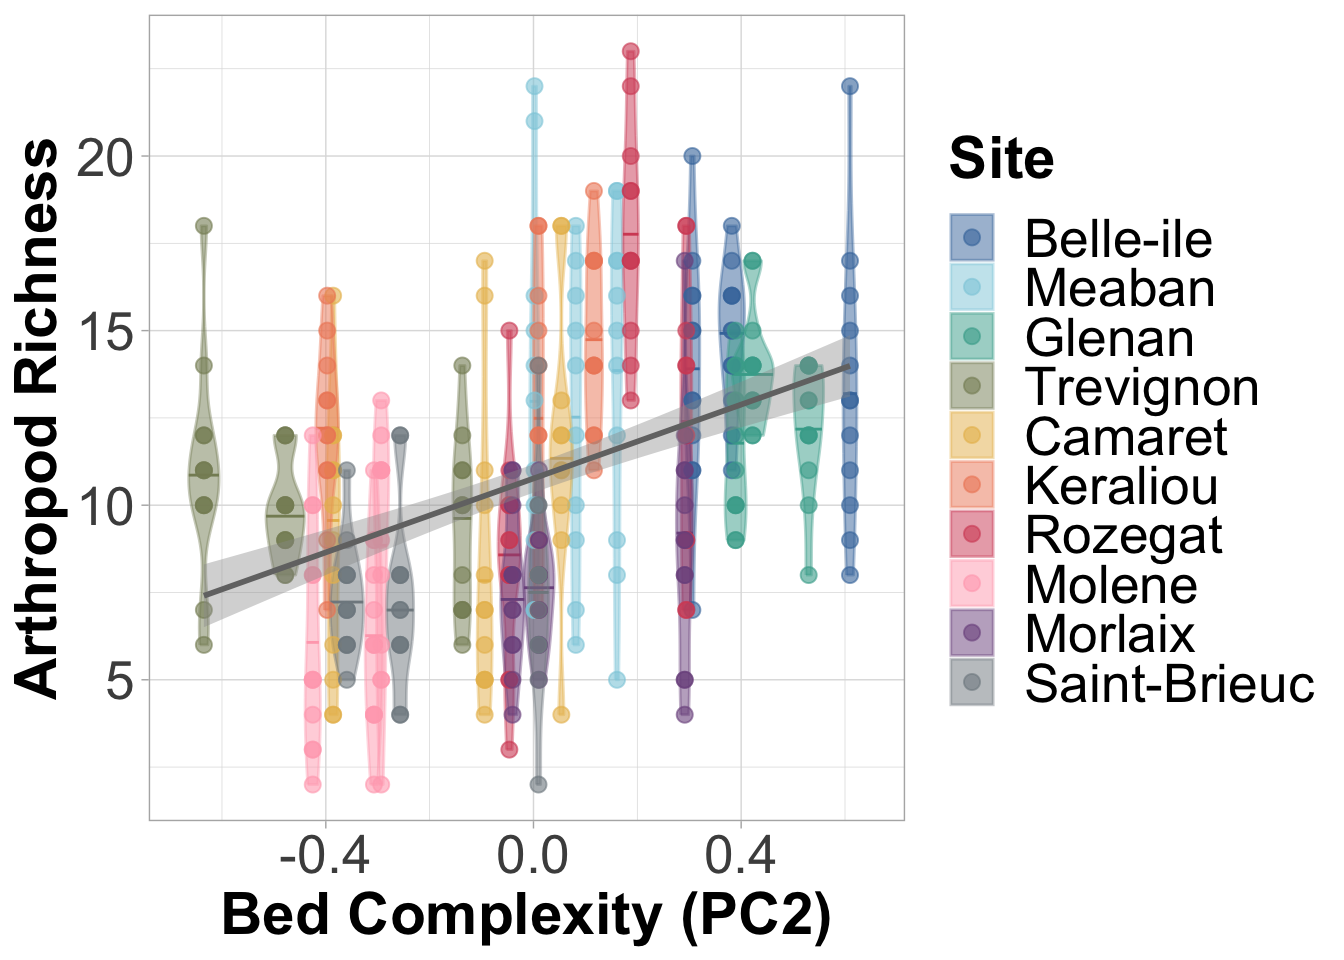 Arthropod Richness
20
15
10
5
-0.4
0.0
0.4
Bed Complexity (PC2)
Site
Belle-ile
Meaban
Glenan
Trevignon
Camaret
Keraliou
Rozegat
Molene
Morlaix
Saint-Brieuc